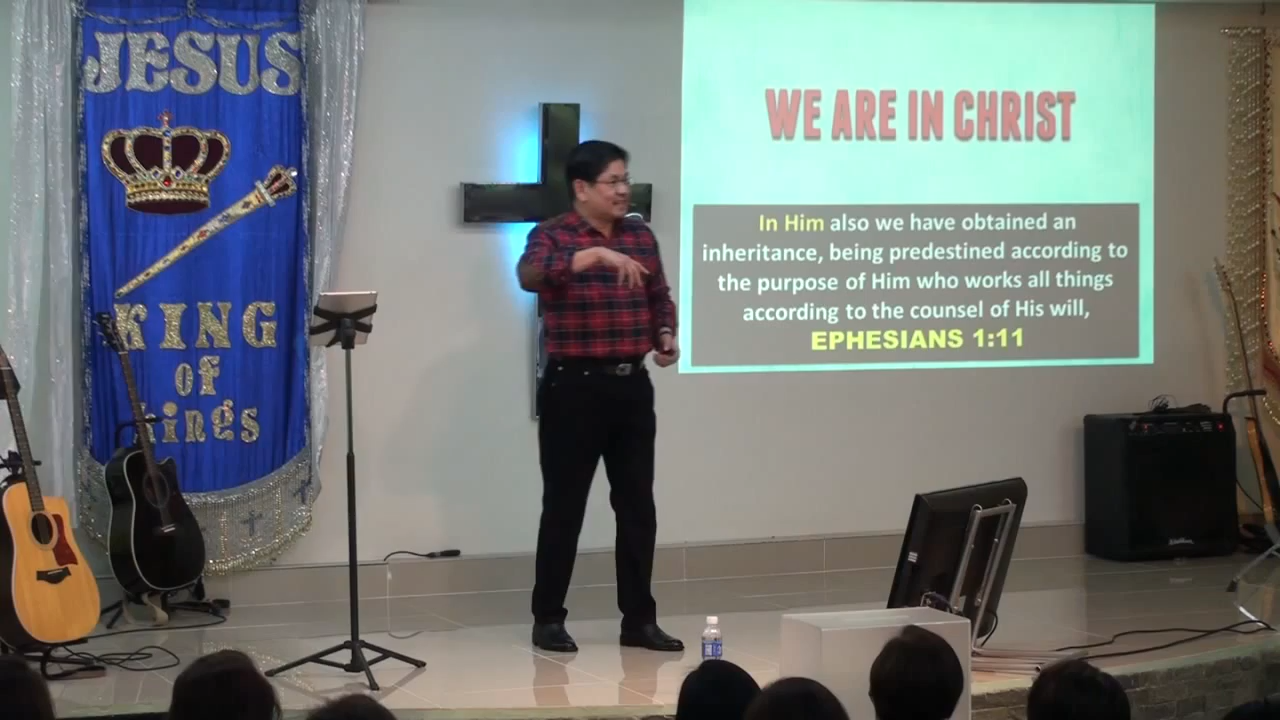 JESUS
KING
of
kings
WE ARE IN CHRIST
In Him also we have obtained an
inheritance, being predestined according to
the purpose of Him who works all things
according to the counsel of His will,
EPHESIANS 1:11